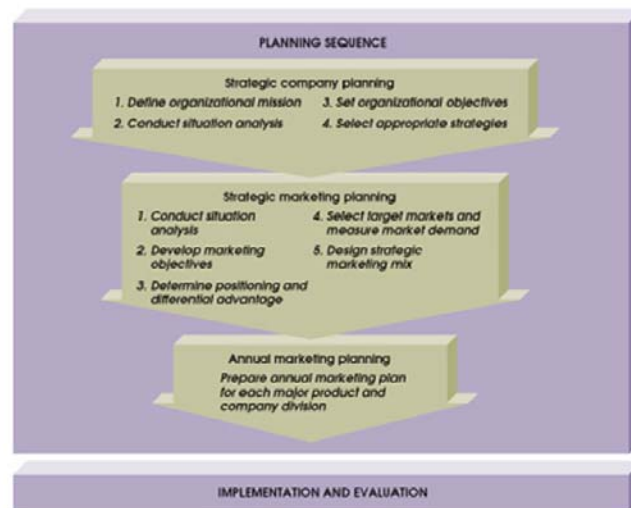 PLANNING SEQUENCE
Strategic company planning
1. Define organizational mission
2. Conduct situation analysis
3. Set organizational objectives
4. Select appropriate strategies
Strategic marketing planning
1. Conduct situation
analysis
2. Develop marketing
objectives
3. Determine positioning and
differential advantage
4. Select target markets and
measure market demand
5. Design strategic
marketing mix
Annual marketing planning
Prepare annual marketing plan
for each major product and
company division
IMPLEMENTATION AND EVALUATION